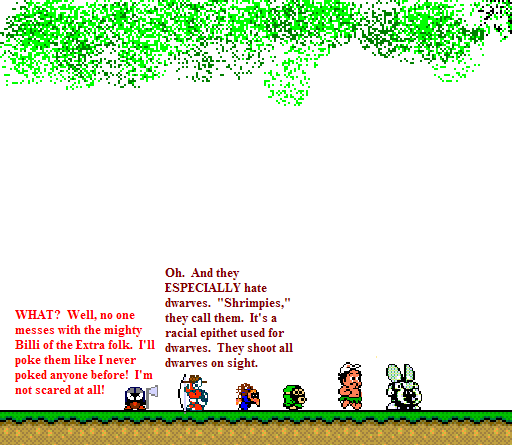 WHAT?  Well, no one
messes with the mighty
Billi of the Extra folk.  I'll
poke them like I never
poked anyone before!  I'm
not scared at all!
Oh.  And they
ESPECIALLY hate
dwarves.  "Shrimpies,"
they call them.  It's a
racial epithet used for
dwarves.  They shoot all
dwarves on sight.